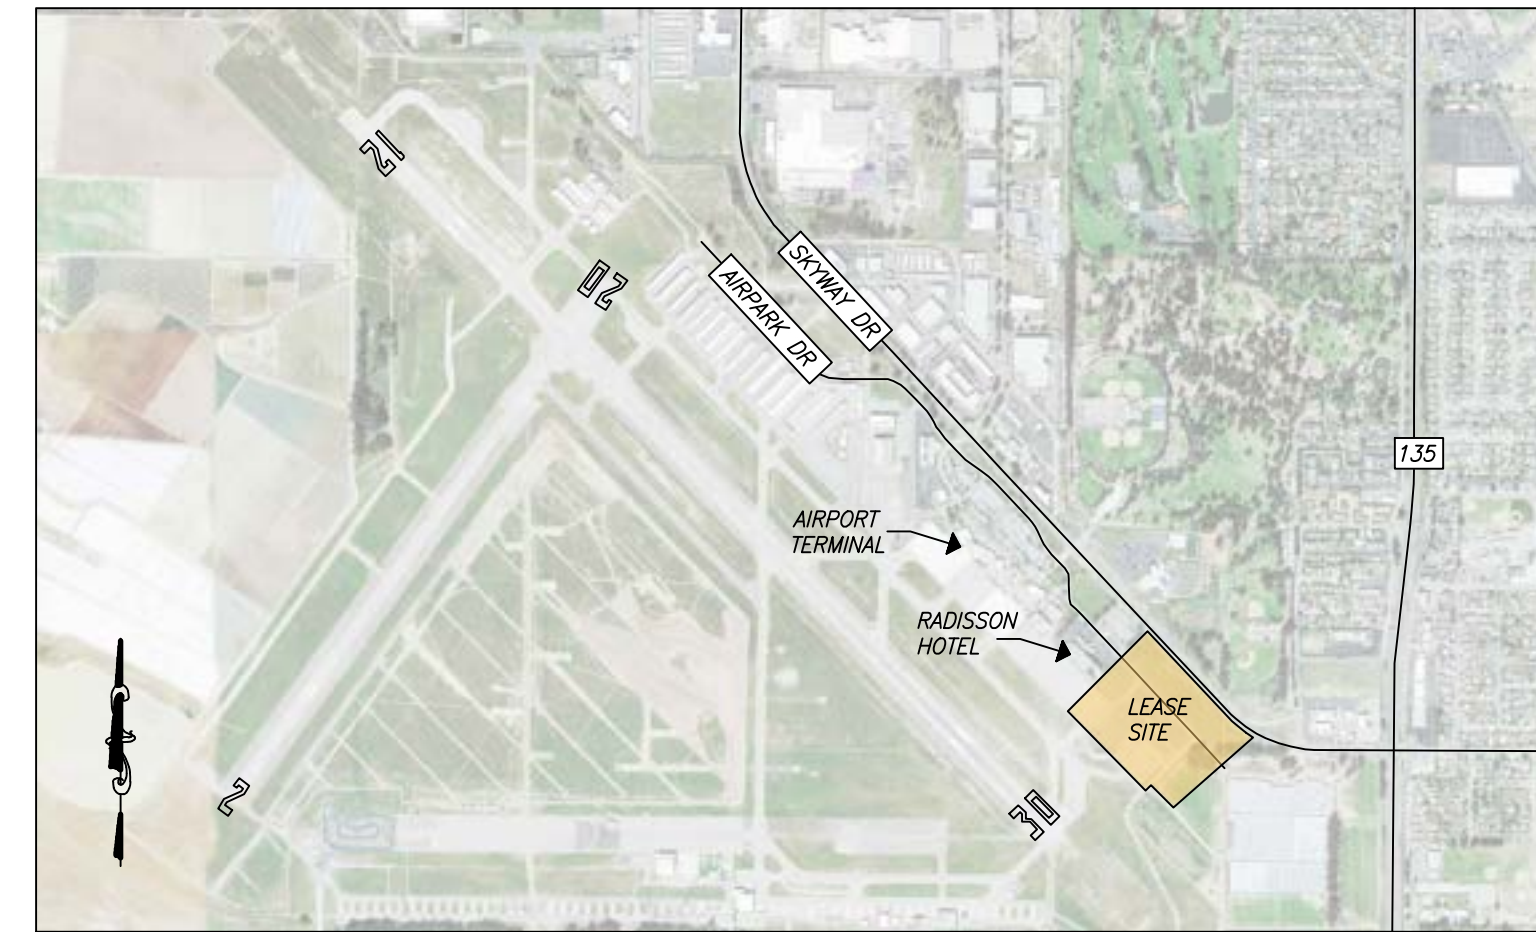 12
20
SKYWAY DR
AIRPARK DR
135
AIRPORT
TERMINAL
RADISSON
HOTEL
LEASE
SITE
2
30